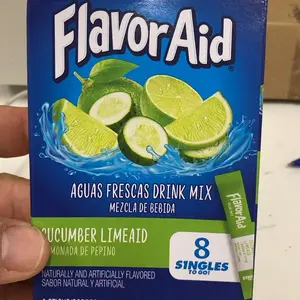 FlavorAid
AGUAS FRESCAS DRINK MIX
MEZCLA DE BEBIDA
CUCUMBER LIMEAID
LIMONADA DE PEPINO
8
SINGLES
TO GO!
FlavorAid
NATURALLY AND ARTIFICIALLY FLAVORED
SABOR NATURAL Y ARTIFICIAL